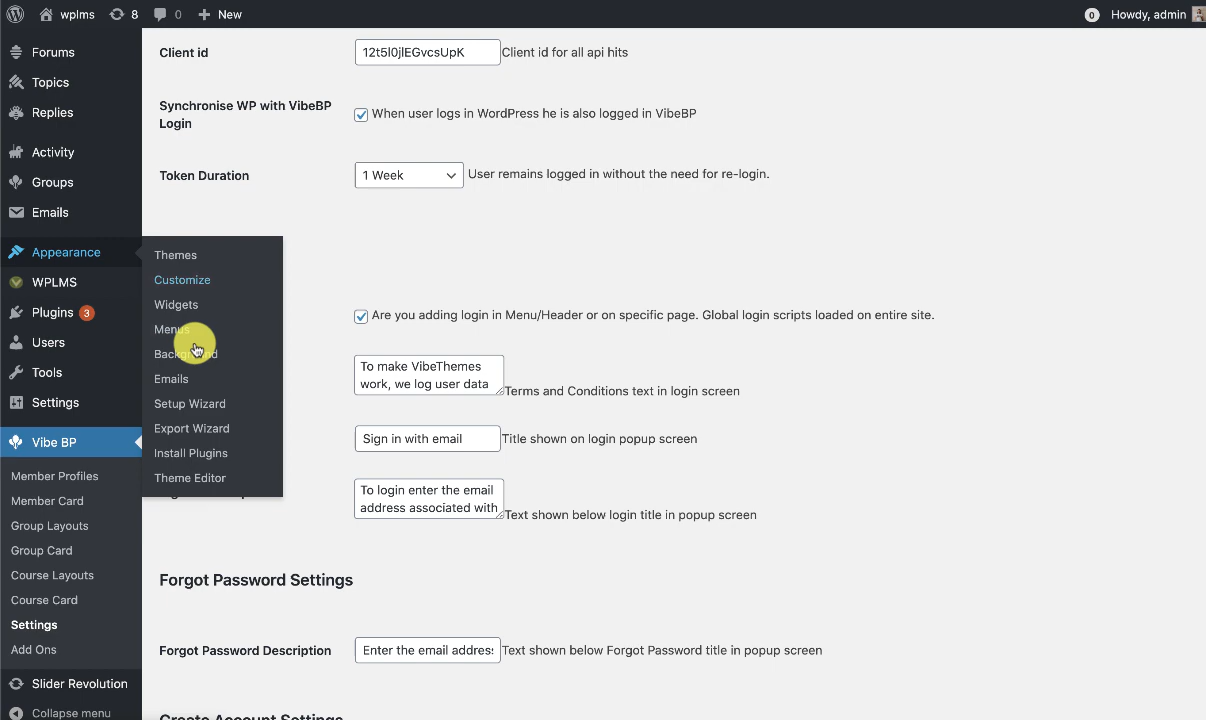 wplms 8 0 New 0 Howdy, admin
Forums
Topics
Replies
Activity
Groups
Emails
Appearance
WPLMS
Plugins 3
Users
Tools
Settings
Vibe BP
Member Profiles
Member Card
Group Layouts
Group Card
Course Layouts
Course Card
Settings
Add Ons
Slider Revolution
Collapse menu
Themes
Customize
Widgets
Menus
Background
Emails
Setup Wizard
Export Wizard
Install Plugins
Theme Editor
Client id 12t5l0jlEGvcsUpK Client id for all api hits
Synchronise WP with VibeBP
Login
When user logs in WordPress he is also logged in VibeBP
Token Duration 1 Week User remains logged in without the need for re-login.
Are you adding login in Menu/Header or on specific page. Global login scripts loaded on entire site.
To make VibeThemes
work, we log user data
Terms and Conditions text in login screen
Sign in with email Title shown on login popup screen
To login enter the email
address associated with
Text shown below login title in popup screen
Forgot Password Settings
Forgot Password Description Enter the email address Text shown below Forgot Password title in popup screen
Create Account Settings